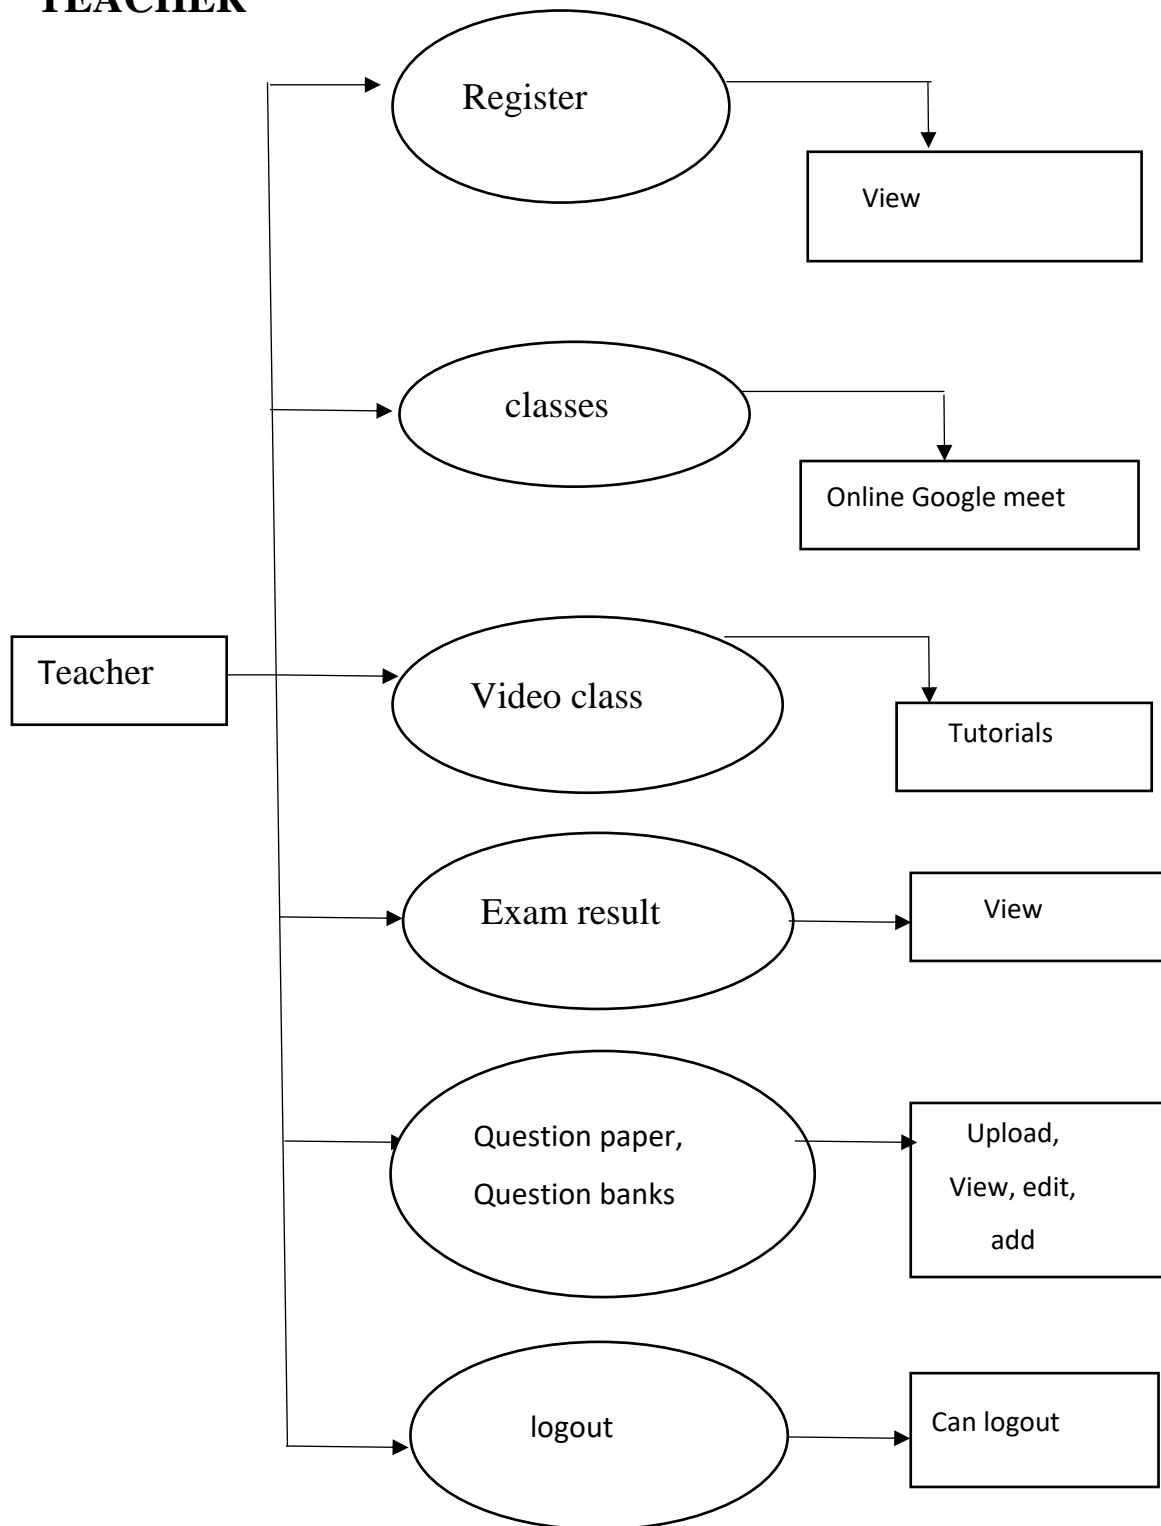 TEACHER
Register
View
classes
Online Google meet
Teacher
Video class
Tutorials
Exam result
View
Question paper,
Question banks
Upload,
View, edit,
add
logout
Can logout